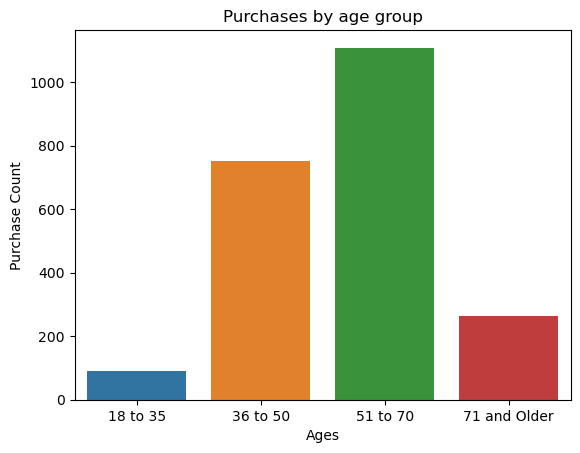 Purchases by age group
Purchase Count
1000
800
600
400
200
0
18 to 35
36 to 50
51 to 70
71 and Older
Ages